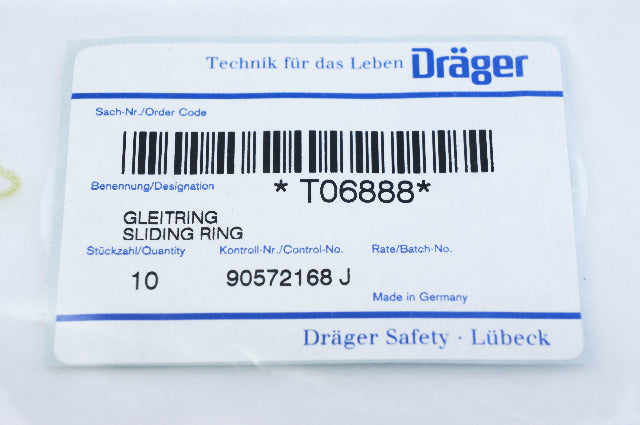 Technik für das Leben Dräger
Sach-Nr./Order Code
Benennung/Designation
*T06888*
GLEITRING
SLIDING RING
Stückzahl/Quantity Kontroll-Nr./Control-No. Rate/Batch-No.
10 90572168 J
Made in Germany
Dräger Safety · Lübeck